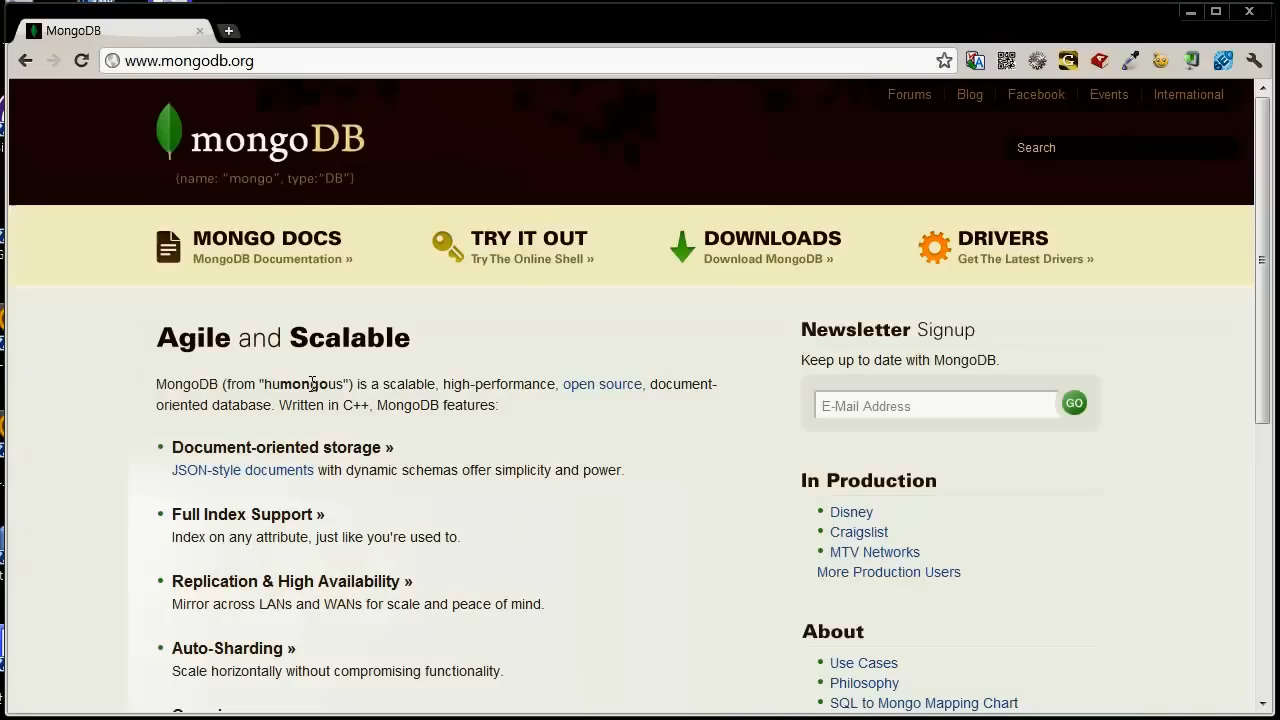 MongoDB
www.mongodb.org
Forums Blog Facebook Events International
mongoDB
Search
{name: "mongo", type:"DB"}
MONGO DOCS
MongoDB Documentation »
TRY IT OUT
Try The Online Shell »
DOWNLOADS
Download MongoDB »
DRIVERS
Get The Latest Drivers »
Agile and Scalable
MongoDB (from "humongous") is a scalable, high-performance, open source, document-
oriented database. Written in C++, MongoDB features:
Document-oriented storage »
JSON-style documents with dynamic schemas offer simplicity and power.
Full Index Support »
Index on any attribute, just like you're used to.
Replication & High Availability »
Mirror across LANs and WANs for scale and peace of mind.
Auto-Sharding »
Scale horizontally without compromising functionality.
Newsletter Signup
Keep up to date with MongoDB.
E-Mail Address
GO
In Production
Disney
Craigslist
MTV Networks
More Production Users
About
Use Cases
Philosophy
SQL to Mongo Mapping Chart